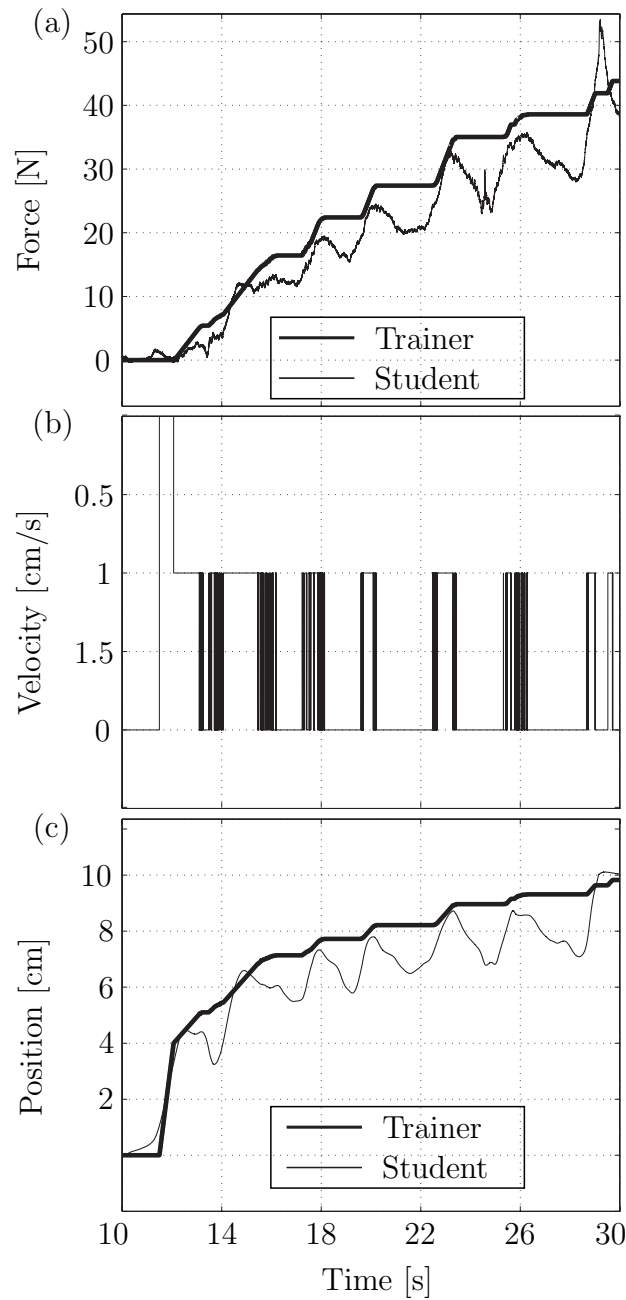 (a)
50
40
30
20
10
0
Force [N]
Trainer
Student
(b)
0.5
1
1.5
0
Velocity [cm/s]
(c)
10
8
6
4
2
Position [cm]
Trainer
Student
10 14 18 22 26 30
Time [s]